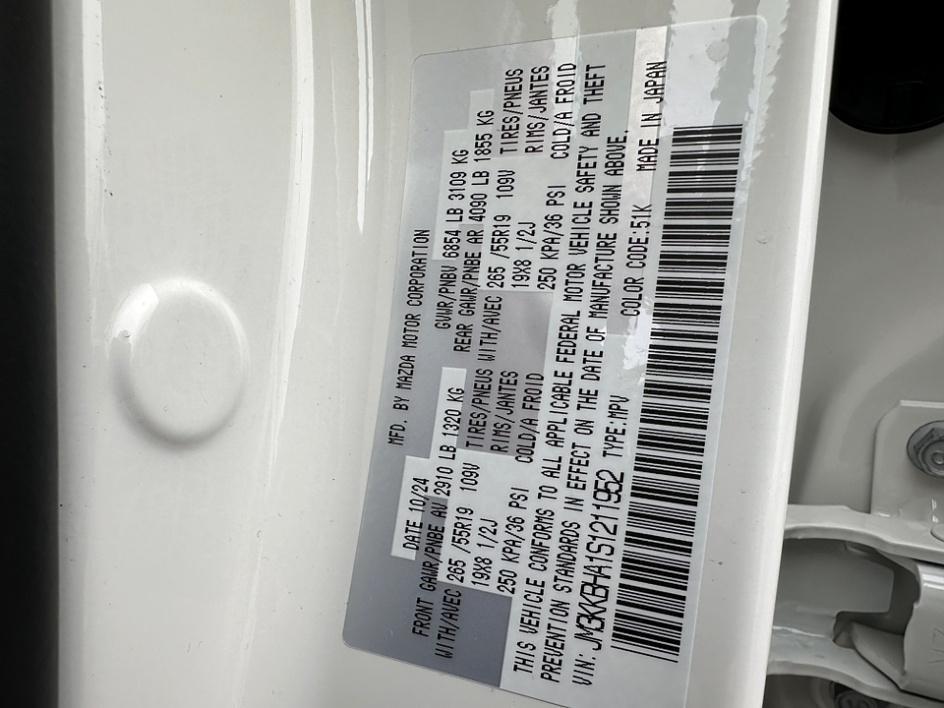 MFD. BY MAZDA MOTOR CORPORATION
DATE 10/24 GVWR/PNBV 6854 LB 3109 KG
FRONT GAWR/PNBE AV 2910 LB 1320 KG REAR GAWR/PNBE AR 4090 LB 1855 KG
WITH/AVEC 265 /55R19 109V TIRES/PNEUS WITH/AVEC 265 /55R19 109V TIRES/PNEUS
19X8 1/2J RIMS/JANTES 19X8 1/2J RIMS/JANTES
250 KPA/36 PSI COLD/A FROID 250 KPA/36 PSI COLD/A FROID
THIS VEHICLE CONFORMS TO ALL APPLICABLE FEDERAL MOTOR VEHICLE SAFETY AND THEFT
PREVENTION STANDARDS IN EFFECT ON THE DATE OF MANUFACTURE SHOWN ABOVE.
VIN: JM3KKBHA1S1211952 TYPE:MPV COLOR CODE:51K MADE IN JAPAN